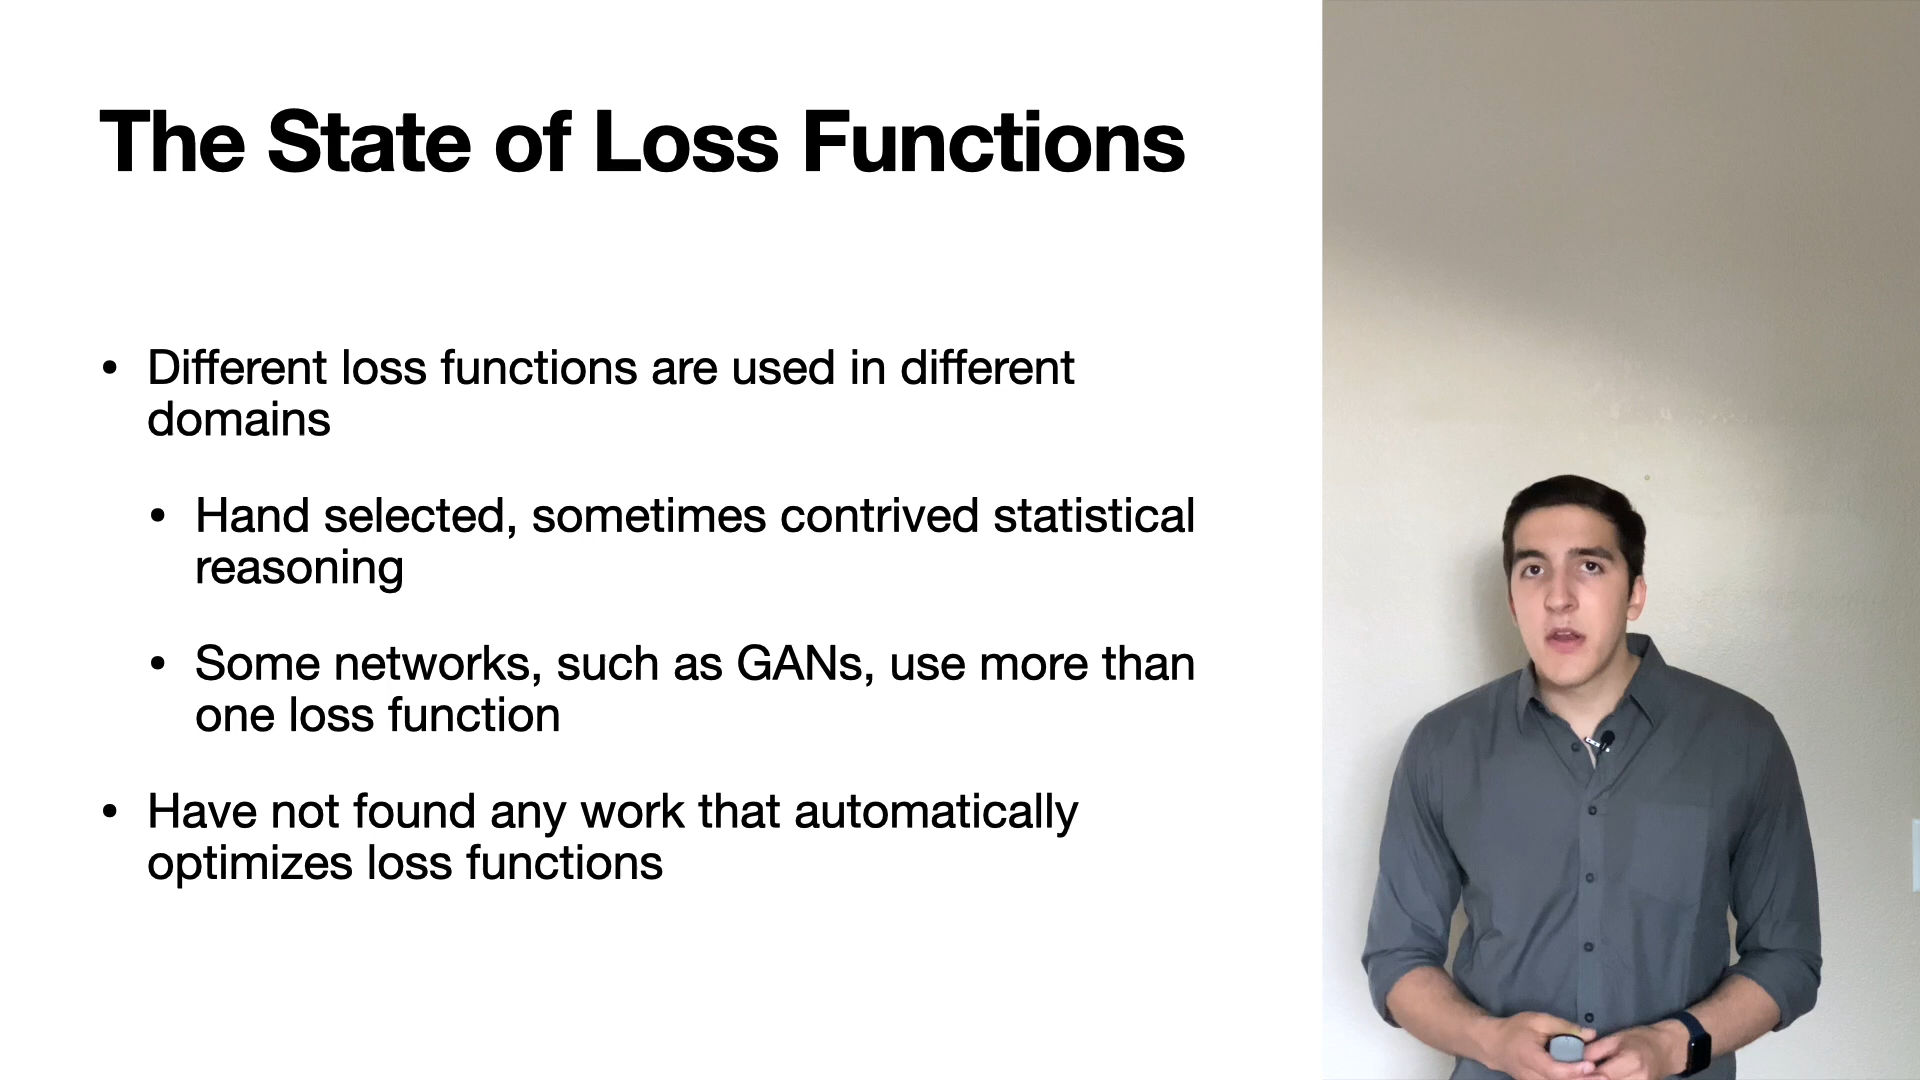 The State of Loss Functions
• Different loss functions are used in different
domains
• Hand selected, sometimes contrived statistical
reasoning
• Some networks, such as GANs, use more than
one loss function
• Have not found any work that automatically
optimizes loss functions